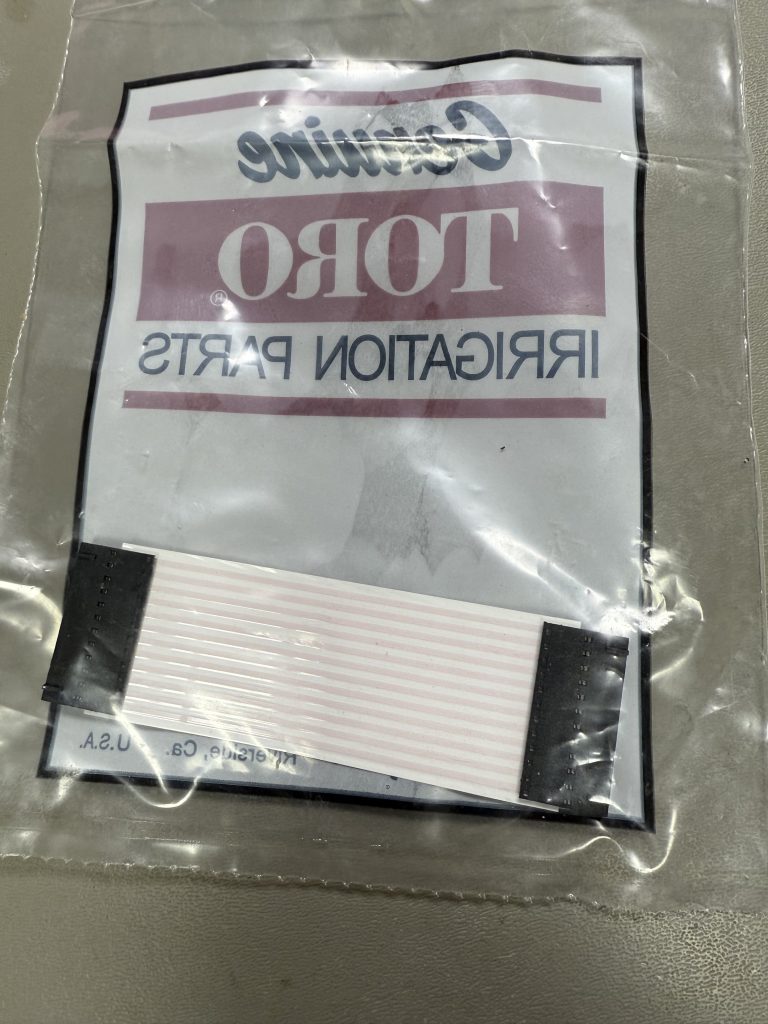 Genuine
TORO®
IRRIGATION PARTS
Riverside, Ca. U.S.A.